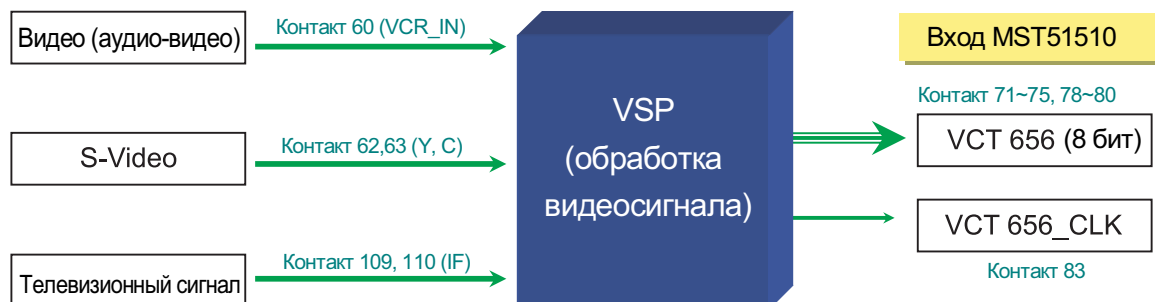 Видео (аудио-видео)
Контакт 60 (VCR_IN)
S-Video
Контакт 62,63 (Y, C)
Телевизионный сигнал
Контакт 109, 110 (IF)
VSP
(обработка
видеосигнала)
Вход MST51510
Контакт 71~75, 78~80
VCT 656 (8 бит)
VCT 656_CLK
Контакт 83